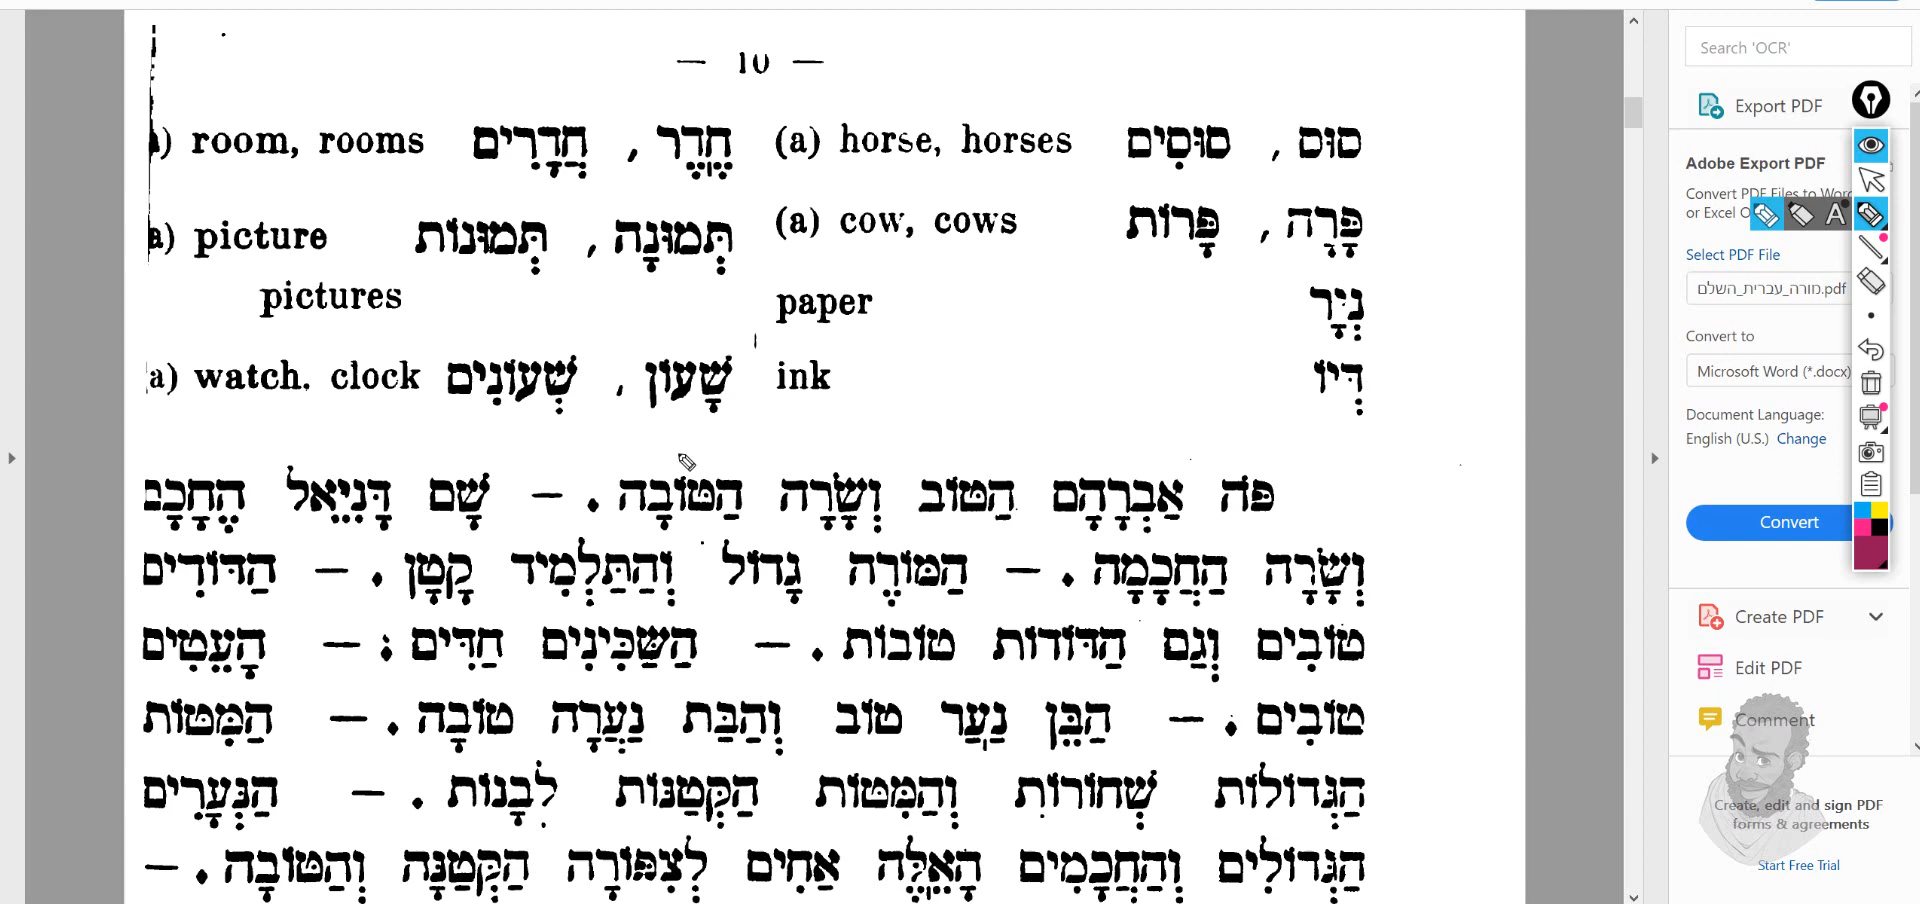 — 10 —
(a) horse, horses סוּס , סוּסִים
(a) room, rooms חֶדֶר , חֲדָרִים
(a) cow, cows פָּרָה , פָּרוֹת
a) picture תְּמוּנָה , תְּמוּנוֹת
pictures
paper נְיָר
ink דְּיוֹ
a) watch, clock שָׁעוֹן , שְׁעוֹנִים
פֹּה אַבְרָהָם הַטּוֹב וְשָׂרָה הַטּוֹבָה . — שָׁם דָּנִיֵּאל הֶחָכָם
וְשָׂרָה הַחֲכָמָה . — הַמּוֹרֶה גָּדוֹל וְהַתַּלְמִיד קָטָן . — הַדּוֹדִים
טוֹבִים וְגַם הַדּוֹדוֹת טוֹבוֹת . — הַשַּׂכִּינִים חַדִּים ; — הָעֵטִים
טוֹבִים . — הַבֵּן נַעַר טוֹב וְהַבַּת נַעֲרָה טוֹבָה . — הַמִּטּוֹת
הַגְּדוֹלוֹת שְׁחוֹרוֹת וְהַמִּטּוֹת הַקְּטַנּוֹת לְבָנוֹת . — הַנְּעָרִים
הַגְּדוֹלִים וְהַחֲכָמִים הָאֵלֶּה אַחִים לְצִפּוֹרָה הַקְּטַנָּה וְהַטּוֹבָה . —
Search 'OCR'
Export PDF
Adobe Export PDF
Convert PDF Files to Word
or Excel O
A
Select PDF File
מורה_עברית_השלם.pdf
Convert to
Microsoft Word (*.docx)
Document Language:
English (U.S.) Change
Convert
Create PDF
Edit PDF
Comment
Create, edit and sign PDF
forms & agreements
Start Free Trial